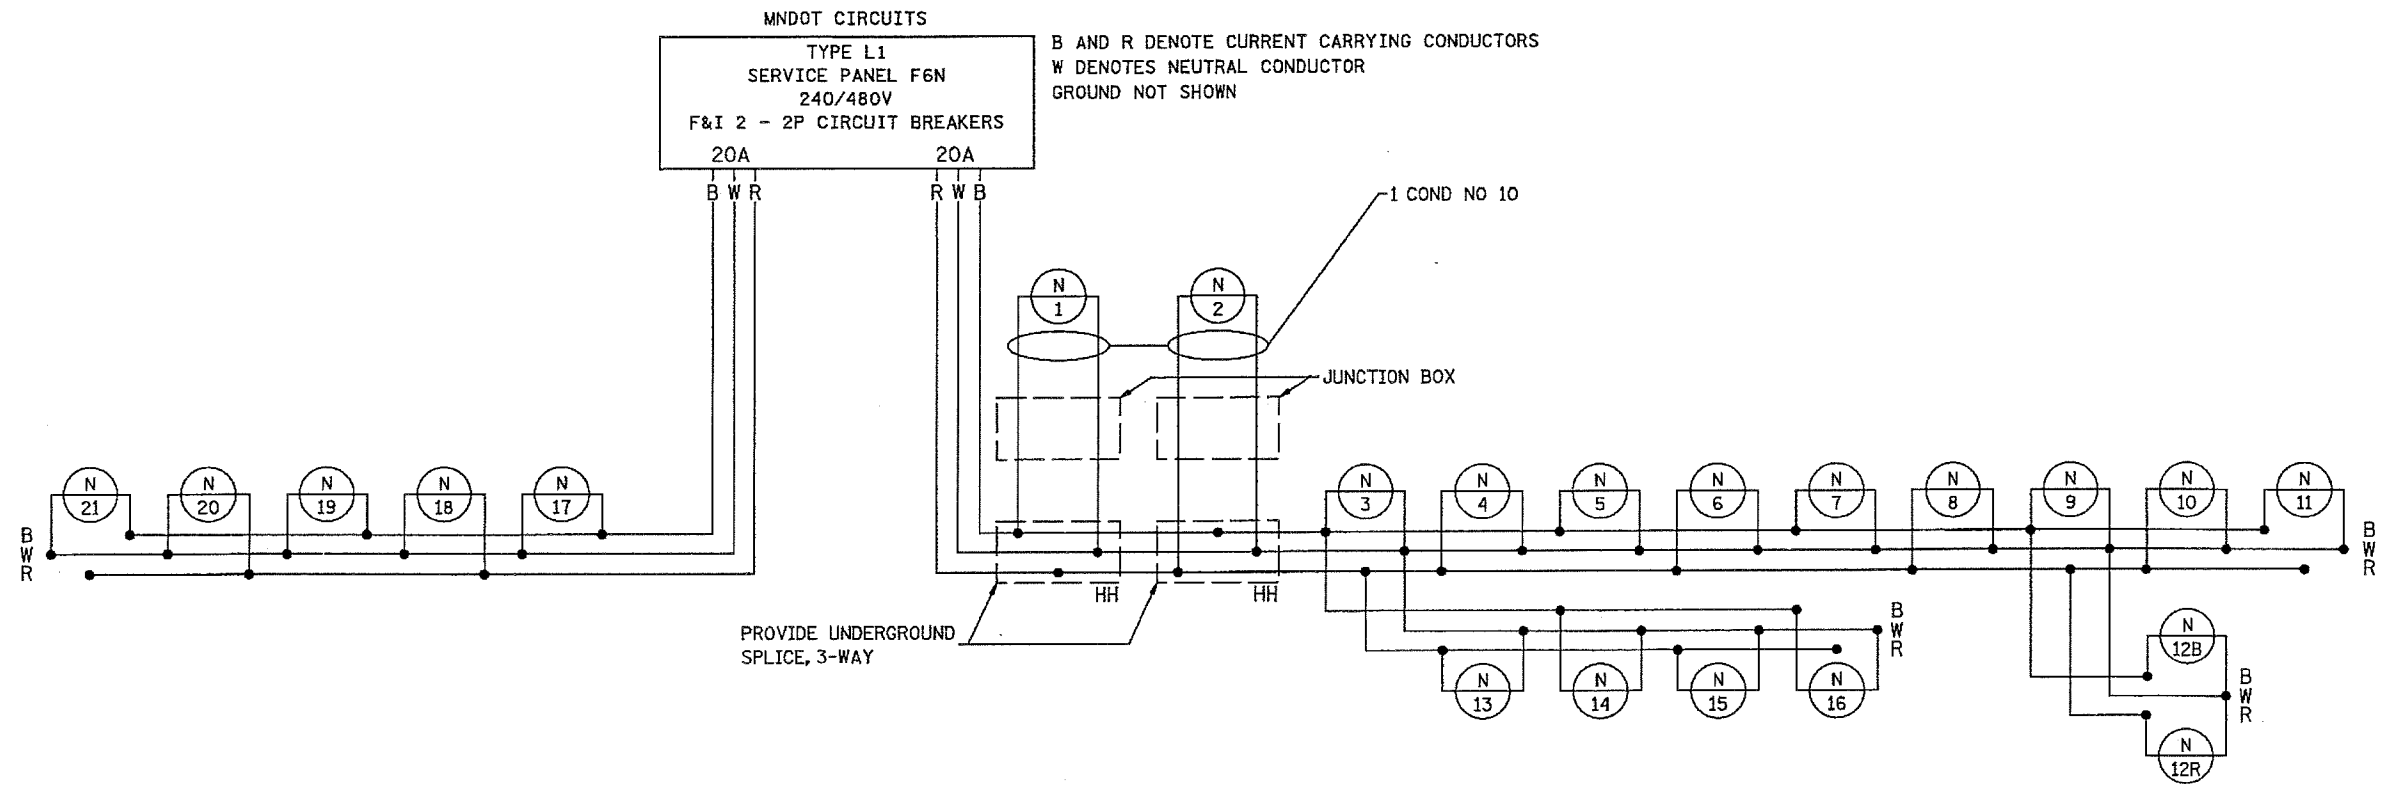 MNDOT CIRCUITS
TYPE L1
SERVICE PANEL F6N
240/480V
F&I 2 - 2P CIRCUIT BREAKERS
20A 20A
B AND R DENOTE CURRENT CARRYING CONDUCTORS
W DENOTES NEUTRAL CONDUCTOR
GROUND NOT SHOWN
B W R R W B
1 COND NO 10
N
1
N
2
JUNCTION BOX
N
21
N
20
N
19
N
18
N
17
B
W
R
N
3
N
4
N
5
N
6
N
7
N
8
N
9
N
10
N
11
B
W
R
HH HH
PROVIDE UNDERGROUND
SPLICE, 3-WAY
B
W
R
N
13
N
14
N
15
N
16
N
12B
B
W
R
N
12R